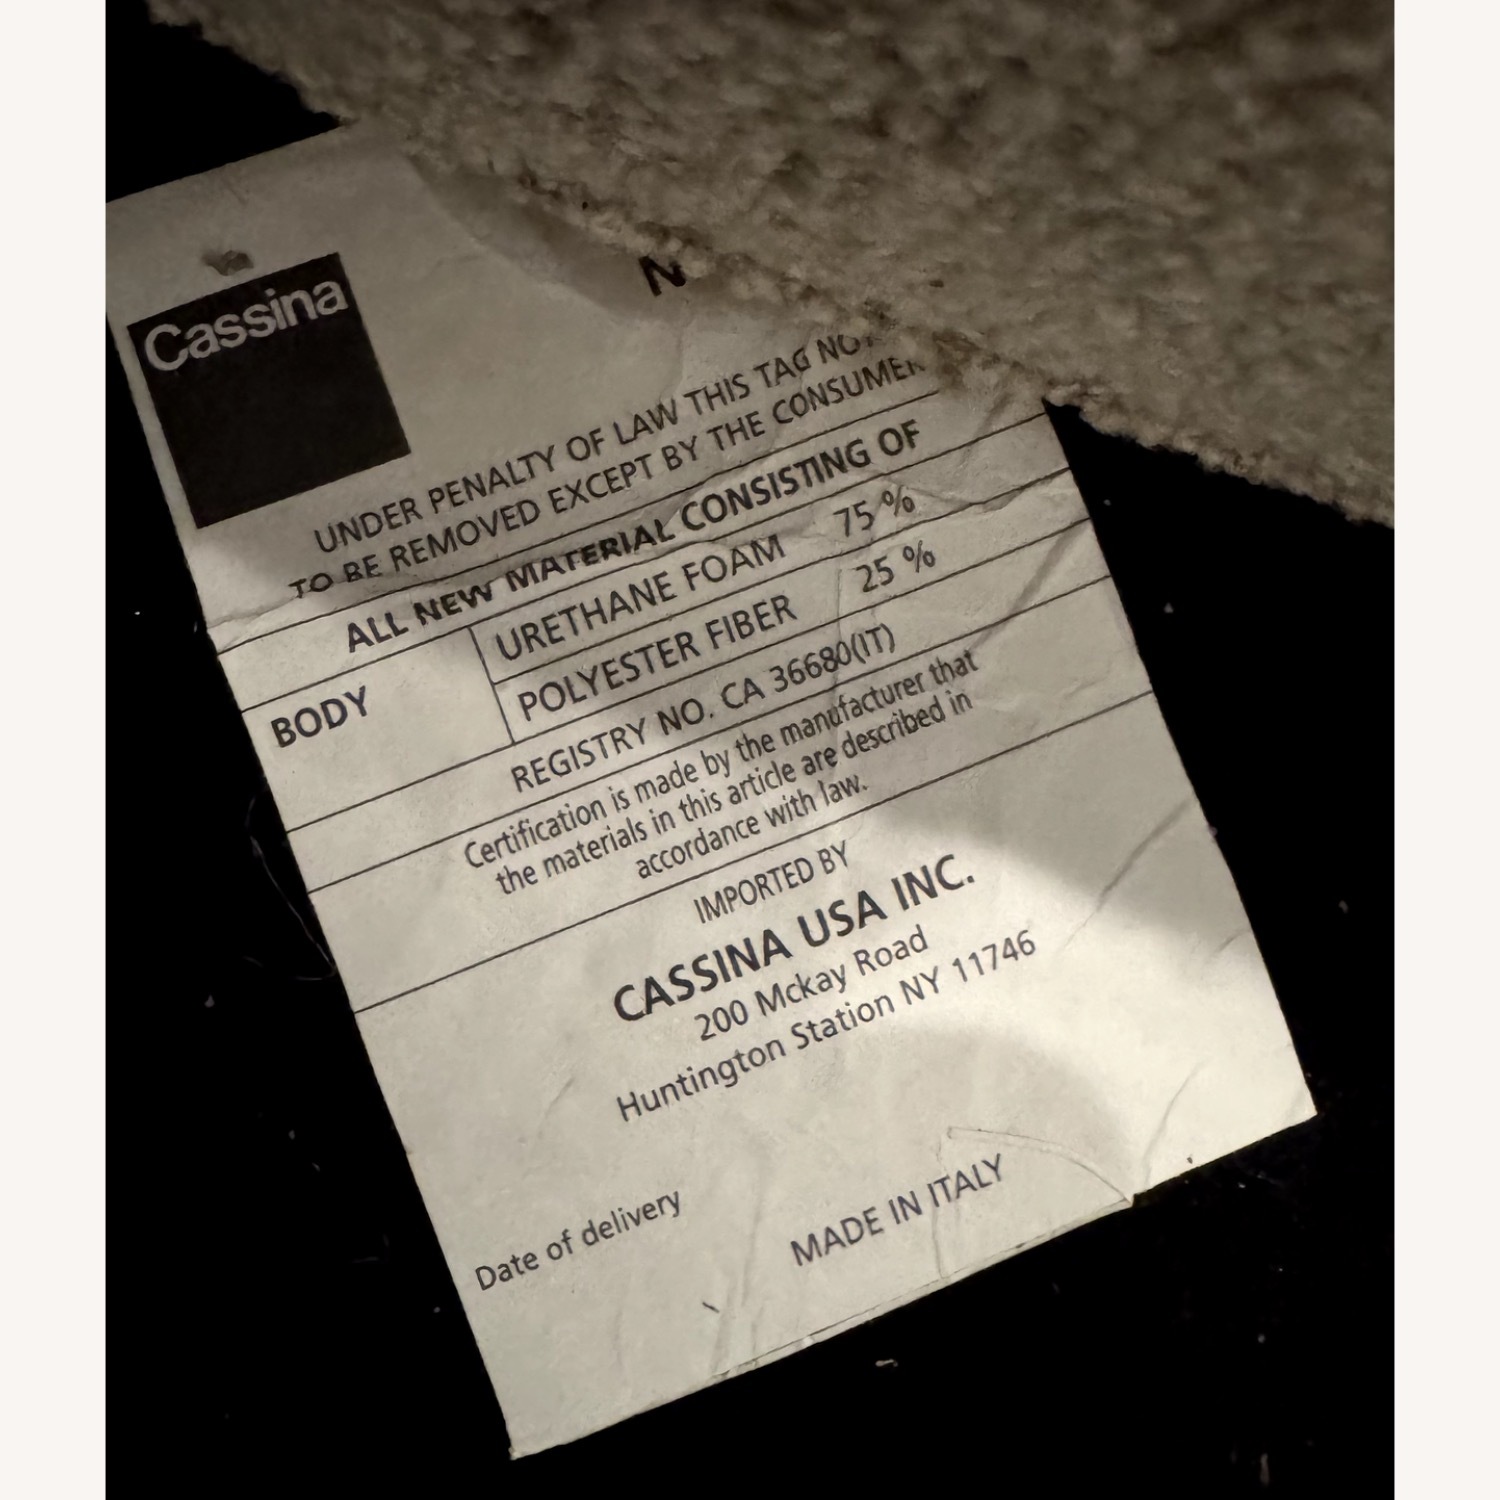 Cassina
UNDER PENALTY OF LAW THIS TAG
TO BE REMOVED EXCEPT BY THE CONSUMER
ALL NEW MATERIAL CONSISTING OF
BODY
URETHANE FOAM 75 %
POLYESTER FIBER 25 %
REGISTRY NO. CA 36680(IT)
Certification is made by the manufacturer that
the materials in this article are described in
accordance with law.
IMPORTED BY
CASSINA USA INC.
200 Mckay Road
Huntington Station NY 11746
Date of delivery
MADE IN ITALY